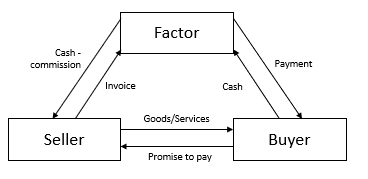 Factor
Cash -
commission
Invoice
Payment
Cash
Goods/Services
Seller
Buyer
Promise to pay